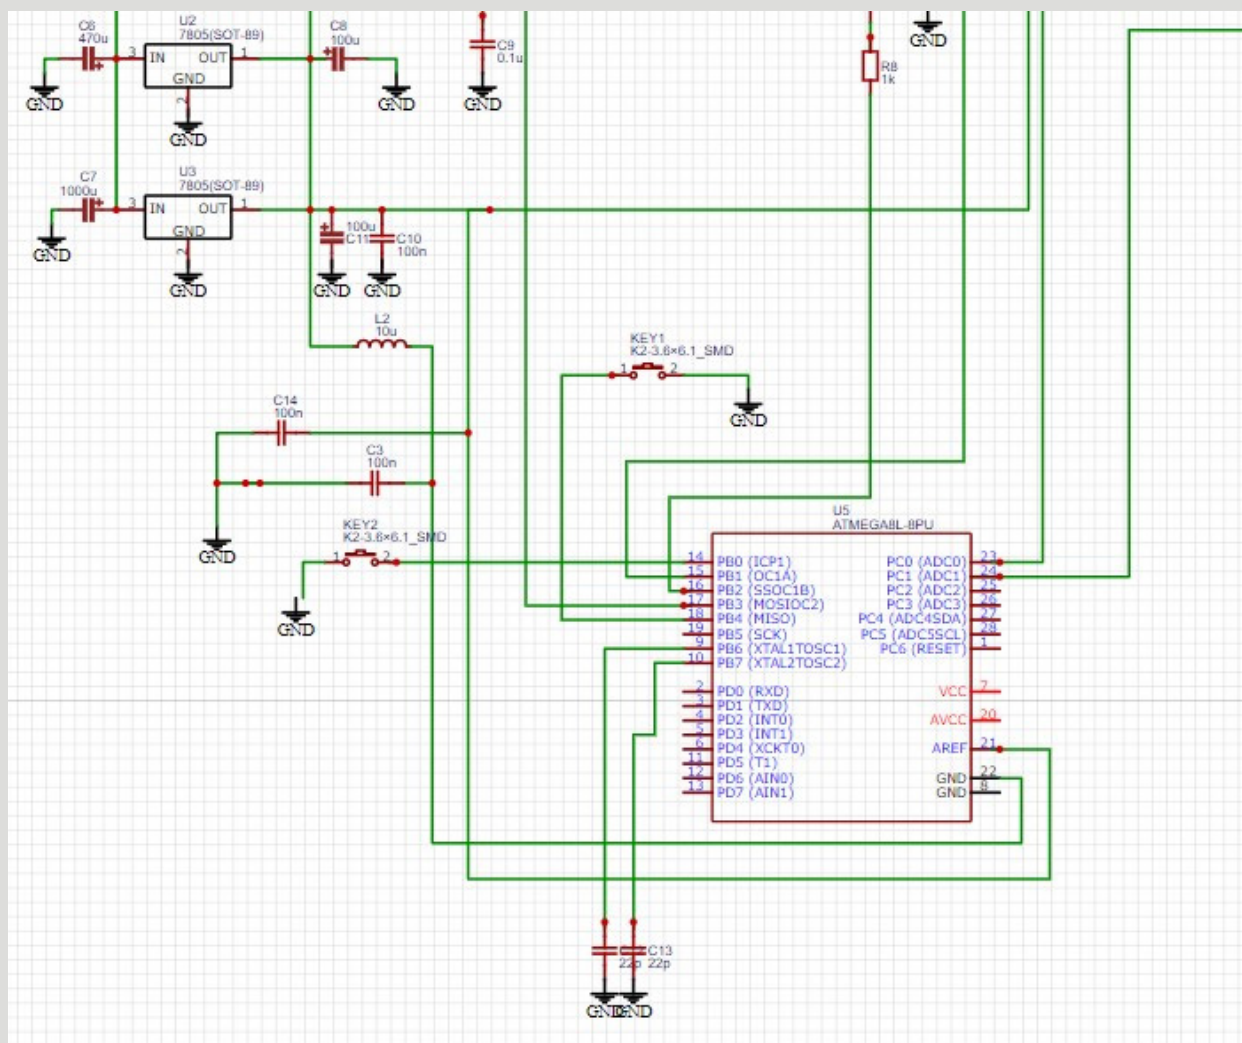 C6
470u
U2
7805(SOT-89)
3
IN
OUT
1
GND
2
GND
GND
C8
100u
GND
C9
0.1u
GND
GND
R8
1k
C7
1000u
U3
7805(SOT-89)
3
IN
OUT
1
GND
2
GND
GND
100u
C11
GND
C10
100n
GND
L2
10u
KEY1
K2-3.6×6.1_SMD
1
2
GND
C14
100n
C3
100n
GND
KEY2
K2-3.6×6.1_SMD
1
2
GND
U5
ATMEGA8L-8PU
14 PB0 (ICP1)
15 PB1 (OC1A)
16 PB2 (SSOC1B)
17 PB3 (MOSIOC2)
18 PB4 (MISO)
19 PB5 (SCK)
9 PB6 (XTAL1TOSC1)
10 PB7 (XTAL2TOSC2)
2 PD0 (RXD)
3 PD1 (TXD)
4 PD2 (INT0)
5 PD3 (INT1)
6 PD4 (XCKT0)
11 PD5 (T1)
12 PD6 (AIN0)
13 PD7 (AIN1)
PC0 (ADC0) 23
PC1 (ADC1) 24
PC2 (ADC2) 25
PC3 (ADC3) 26
PC4 (ADC4SDA) 27
PC5 (ADC5SCL) 28
PC6 (RESET) 1
VCC 7
AVCC 20
AREF 21
GND 22
GND 8
22p
C13
22p
GND
GND